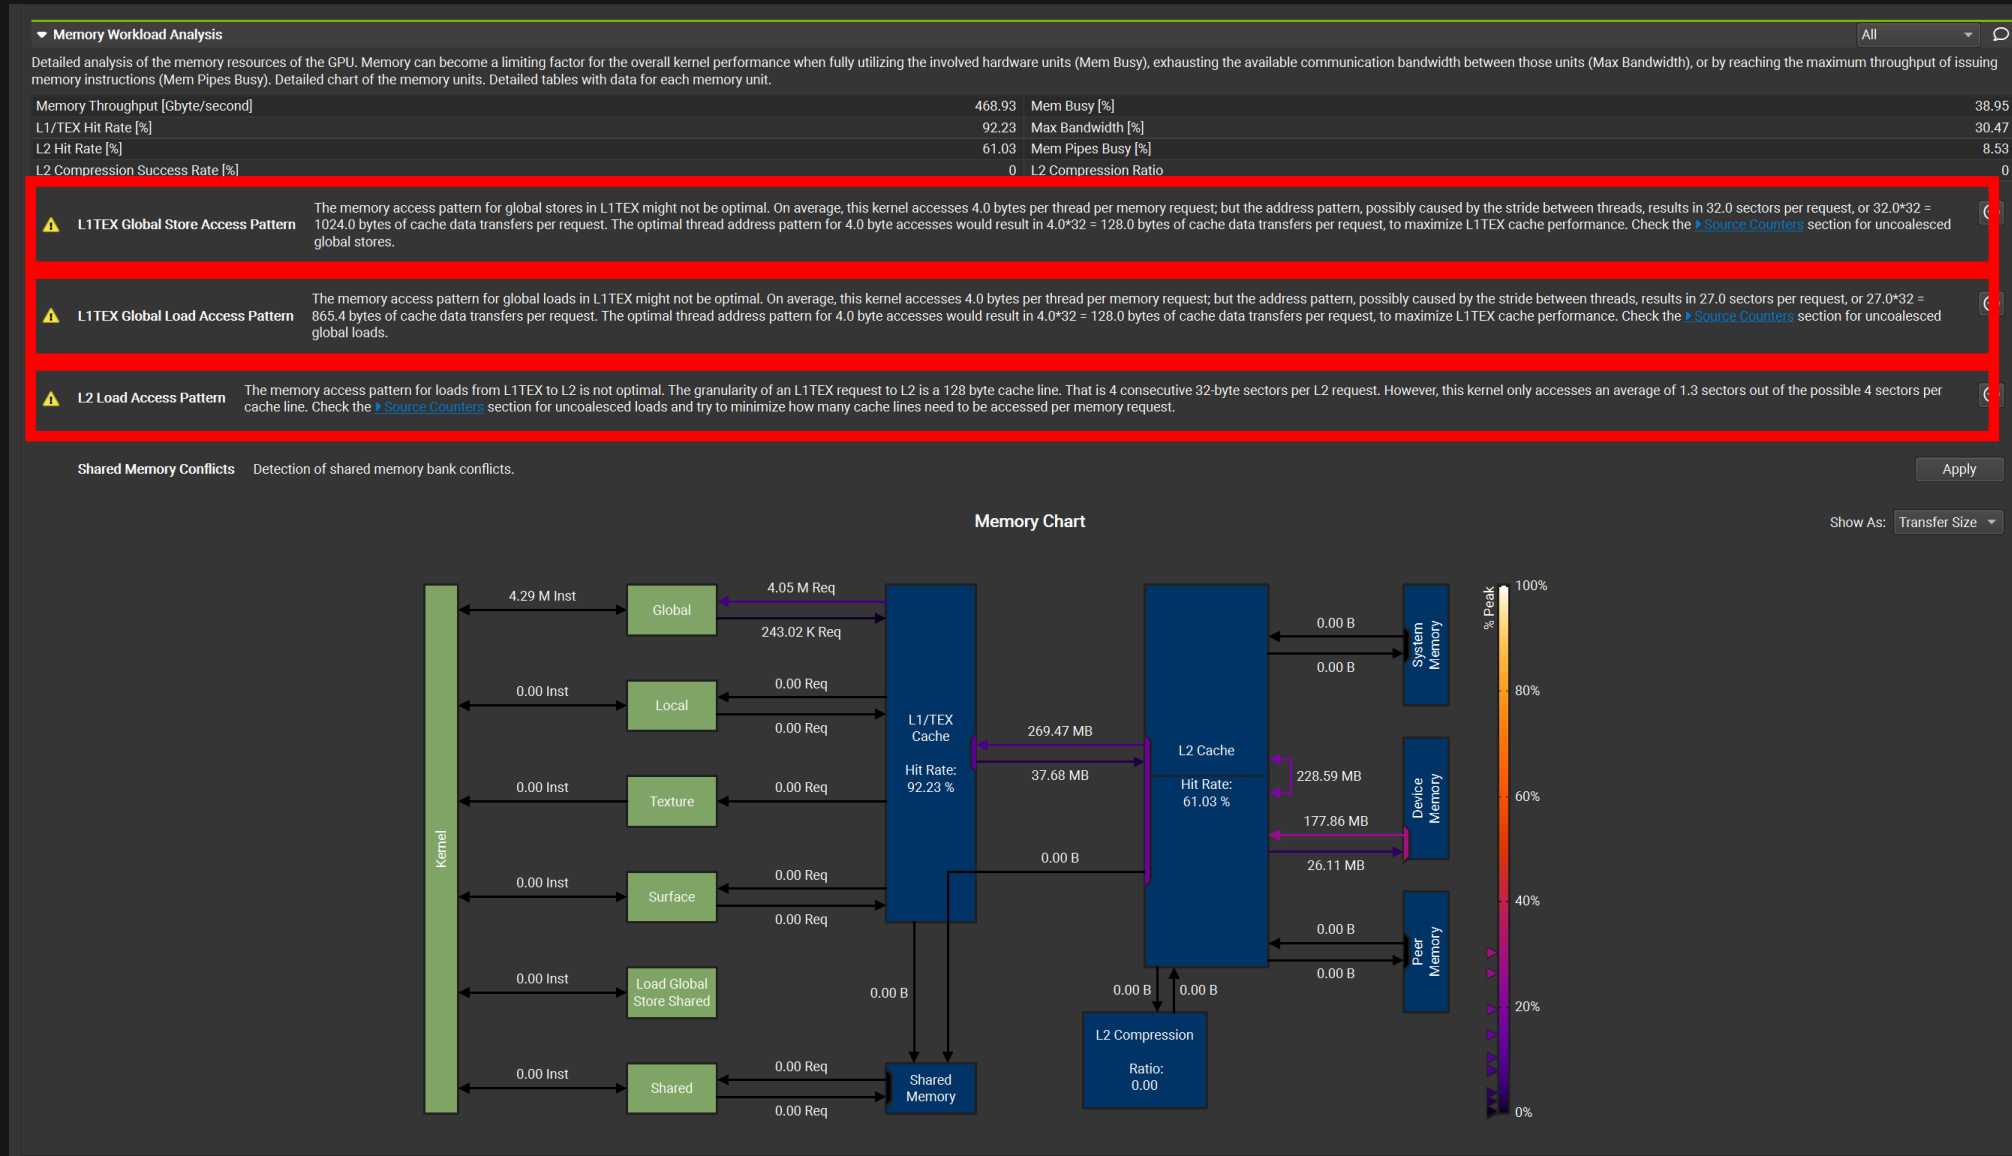 Memory Workload Analysis
All
Detailed analysis of the memory resources of the GPU. Memory can become a limiting factor for the overall kernel performance when fully utilizing the involved hardware units (Mem Busy), exhausting the available communication bandwidth between those units (Max Bandwidth), or by reaching the maximum throughput of issuing
memory instructions (Mem Pipes Busy). Detailed chart of the memory units. Detailed tables with data for each memory unit.
Memory Throughput [Gbyte/second] 468.93 Mem Busy [%] 38.95
L1/TEX Hit Rate [%] 92.23 Max Bandwidth [%] 30.47
L2 Hit Rate [%] 61.03 Mem Pipes Busy [%] 8.53
L2 Compression Success Rate [%] 0 L2 Compression Ratio 0
L1TEX Global Store Access Pattern
The memory access pattern for global stores in L1TEX might not be optimal. On average, this kernel accesses 4.0 bytes per thread per memory request; but the address pattern, possibly caused by the stride between threads, results in 32.0 sectors per request, or 32.0*32 =
1024.0 bytes of cache data transfers per request. The optimal thread address pattern for 4.0 byte accesses would result in 4.0*32 = 128.0 bytes of cache data transfers per request, to maximize L1TEX cache performance. Check the Source Counters section for uncoalesced
global stores.
L1TEX Global Load Access Pattern
The memory access pattern for global loads in L1TEX might not be optimal. On average, this kernel accesses 4.0 bytes per thread per memory request; but the address pattern, possibly caused by the stride between threads, results in 27.0 sectors per request, or 27.0*32 =
865.4 bytes of cache data transfers per request. The optimal thread address pattern for 4.0 byte accesses would result in 4.0*32 = 128.0 bytes of cache data transfers per request, to maximize L1TEX cache performance. Check the Source Counters section for uncoalesced
global loads.
L2 Load Access Pattern
The memory access pattern for loads from L1TEX to L2 is not optimal. The granularity of an L1TEX request to L2 is a 128 byte cache line. That is 4 consecutive 32-byte sectors per L2 request. However, this kernel only accesses an average of 1.3 sectors out of the possible 4 sectors per
cache line. Check the Source Counters section for uncoalesced loads and try to minimize how many cache lines need to be accessed per memory request.
Shared Memory Conflicts Detection of shared memory bank conflicts.
Apply
Memory Chart
Show As: Transfer Size
Kernel
4.29 M Inst
Global
4.05 M Req
243.02 K Req
0.00 Inst
Local
0.00 Req
0.00 Req
0.00 Inst
Texture
0.00 Req
0.00 Inst
Surface
0.00 Req
0.00 Req
0.00 Inst
Load Global
Store Shared
0.00 Inst
Shared
0.00 Req
0.00 Req
L1/TEX
Cache
Hit Rate:
92.23 %
0.00 B
Shared
Memory
269.47 MB
37.68 MB
0.00 B
L2 Cache
Hit Rate:
61.03 %
0.00 B
0.00 B
L2 Compression
Ratio:
0.00
0.00 B
0.00 B
System
Memory
228.59 MB
177.86 MB
26.11 MB
Device
Memory
0.00 B
0.00 B
Peer
Memory
% Peak
100%
80%
60%
40%
20%
0%